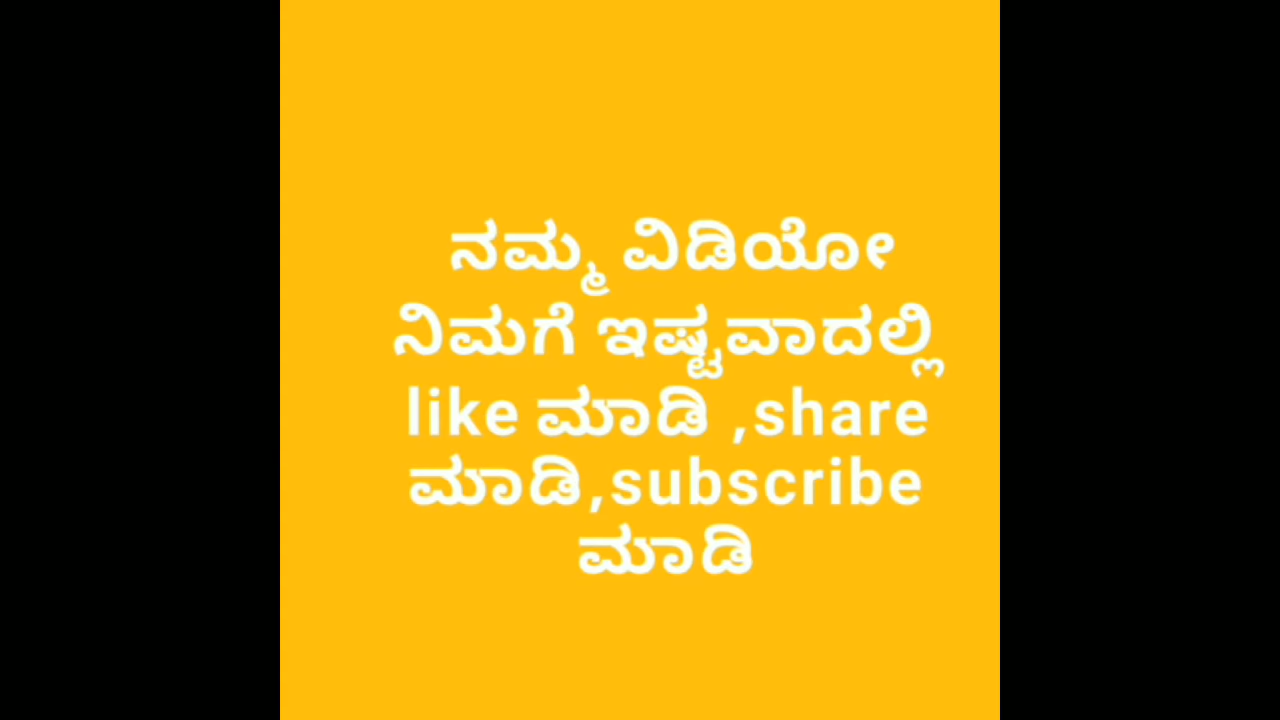 ನಮ್ಮ ವಿಡಿಯೋ
ನಿಮಗೆ ಇಷ್ಟವಾದಲ್ಲಿ
like ಮಾಡಿ ,share
ಮಾಡಿ,subscribe
ಮಾಡಿ